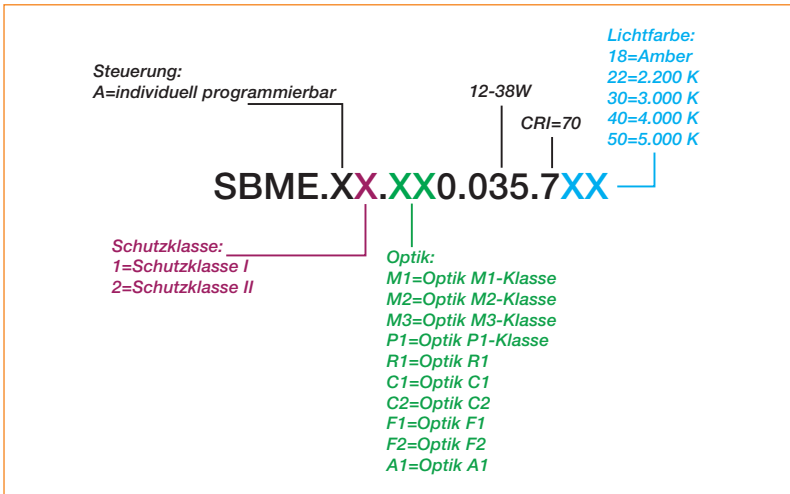 Lichtfarbe:
18=Amber
22=2.200 K
30=3.000 K
40=4.000 K
50=5.000 K
Steuerung:
A=individuell programmierbar
12-38W
CRI=70
SBME.XX.XX0.035.7XX
Schutzklasse:
1=Schutzklasse I
2=Schutzklasse II
Optik:
M1=Optik M1-Klasse
M2=Optik M2-Klasse
M3=Optik M3-Klasse
P1=Optik P1-Klasse
R1=Optik R1
C1=Optik C1
C2=Optik C2
F1=Optik F1
F2=Optik F2
A1=Optik A1